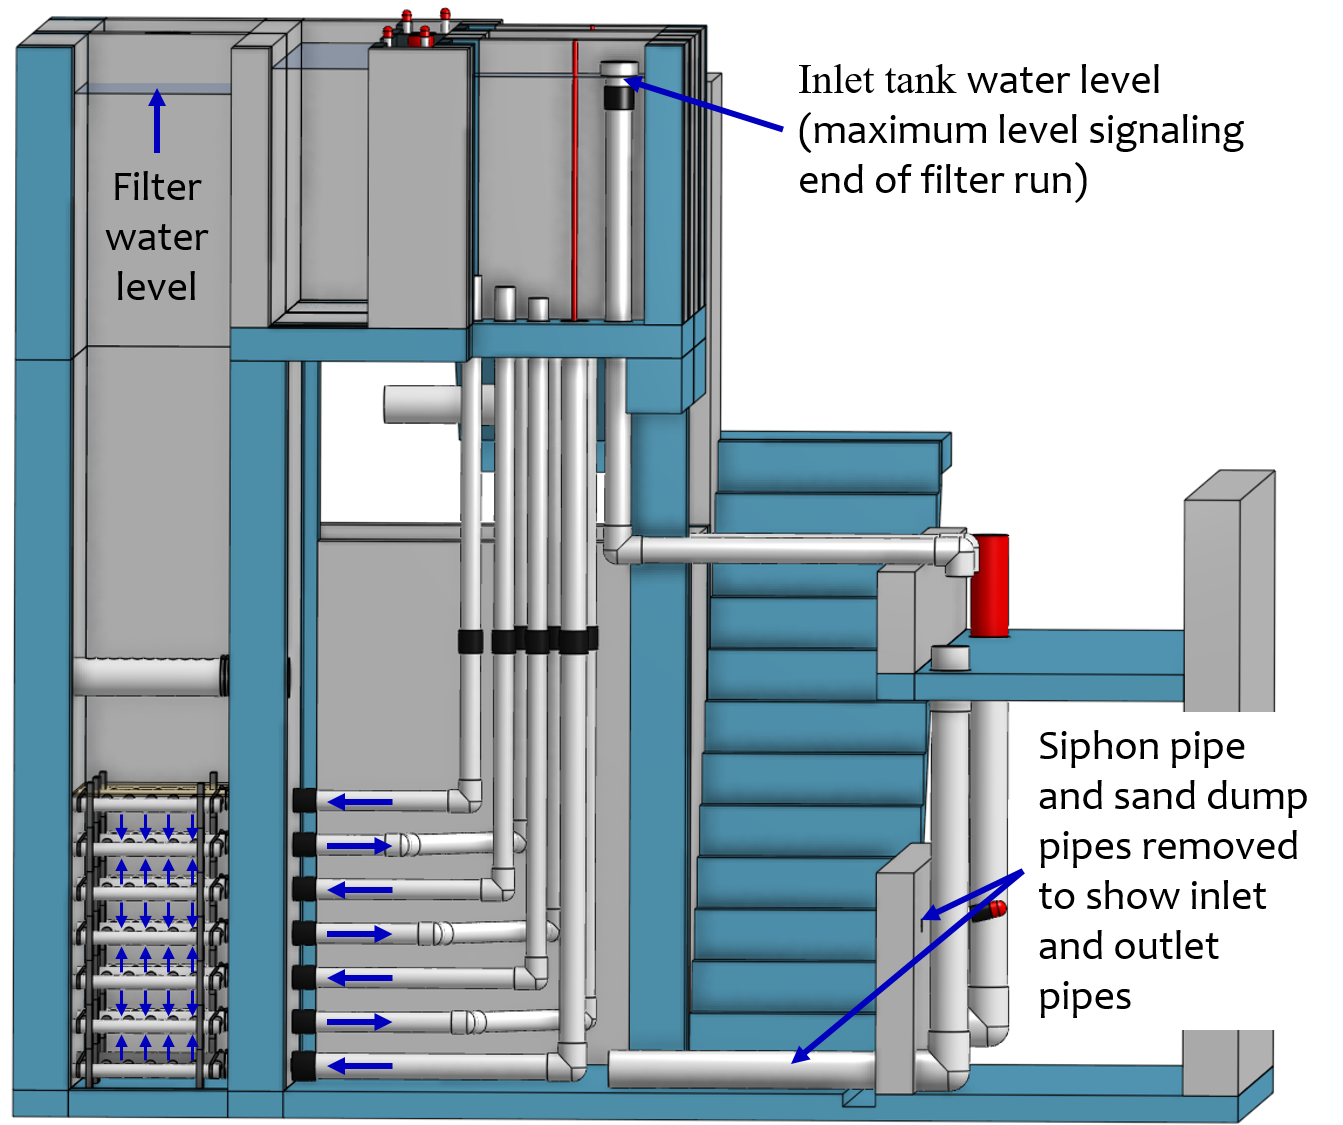 Inlet tank water level
(maximum level signaling
end of filter run)
Filter
water
level
Siphon pipe
and sand dump
pipes removed
to show inlet
and outlet
pipes